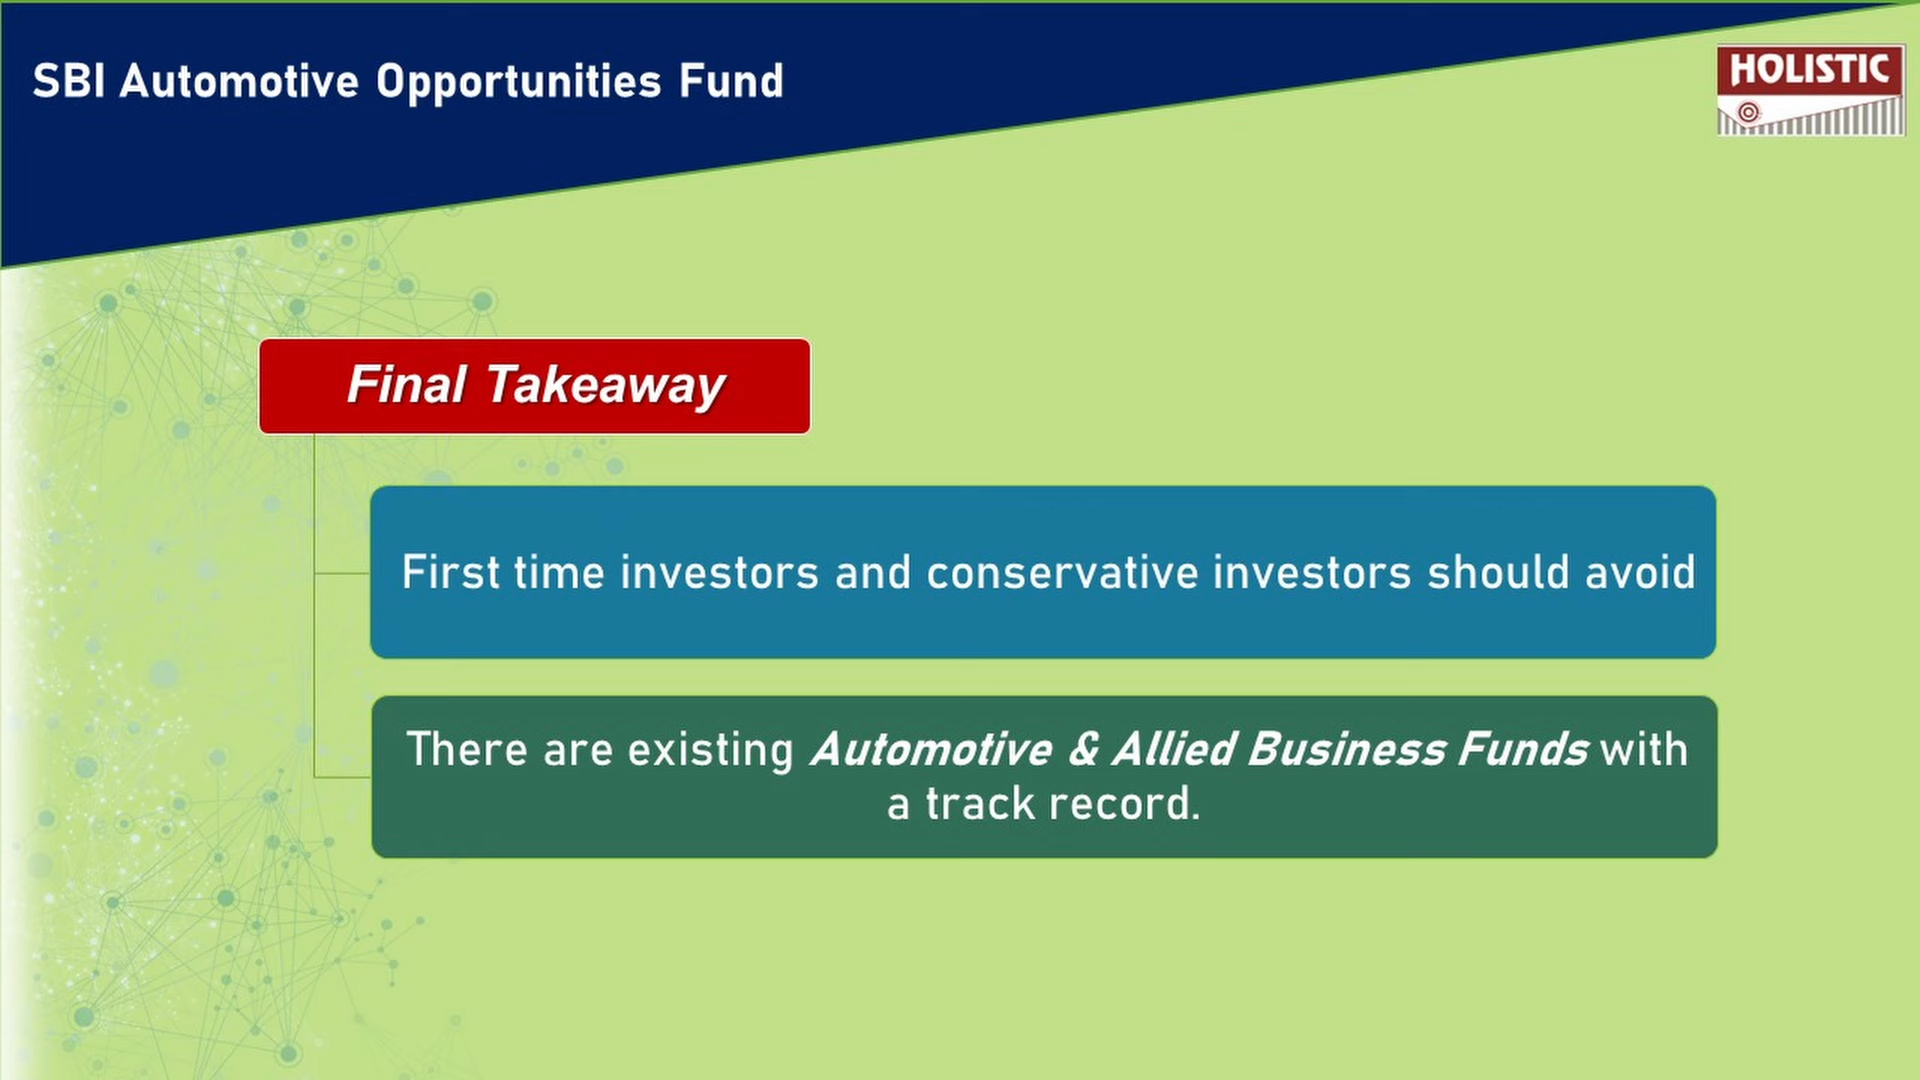 SBI Automotive Opportunities Fund
HOLISTIC
Final Takeaway
First time investors and conservative investors should avoid
There are existing Automotive & Allied Business Funds with
a track record.